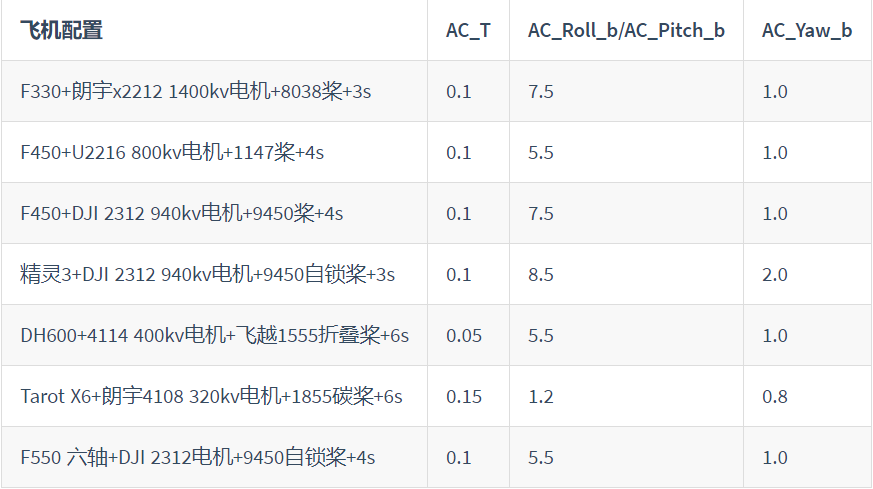 飞机配置 AC_T AC_Roll_b/AC_Pitch_b AC_Yaw_b
F330+朗宇x2212 1400kv电机+8038桨+3s 0.1 7.5 1.0
F450+U2216 800kv电机+1147桨+4s 0.1 5.5 1.0
F450+DJI 2312 940kv电机+9450桨+4s 0.1 7.5 1.0
精灵3+DJI 2312 940kv电机+9450自锁桨+3s 0.1 8.5 2.0
DH600+4114 400kv电机+飞越1555折叠桨+6s 0.05 5.5 1.0
Tarot X6+朗宇4108 320kv电机+1855碳桨+6s 0.15 1.2 0.8
F550 六轴+DJI 2312电机+9450自锁桨+4s 0.1 5.5 1.0